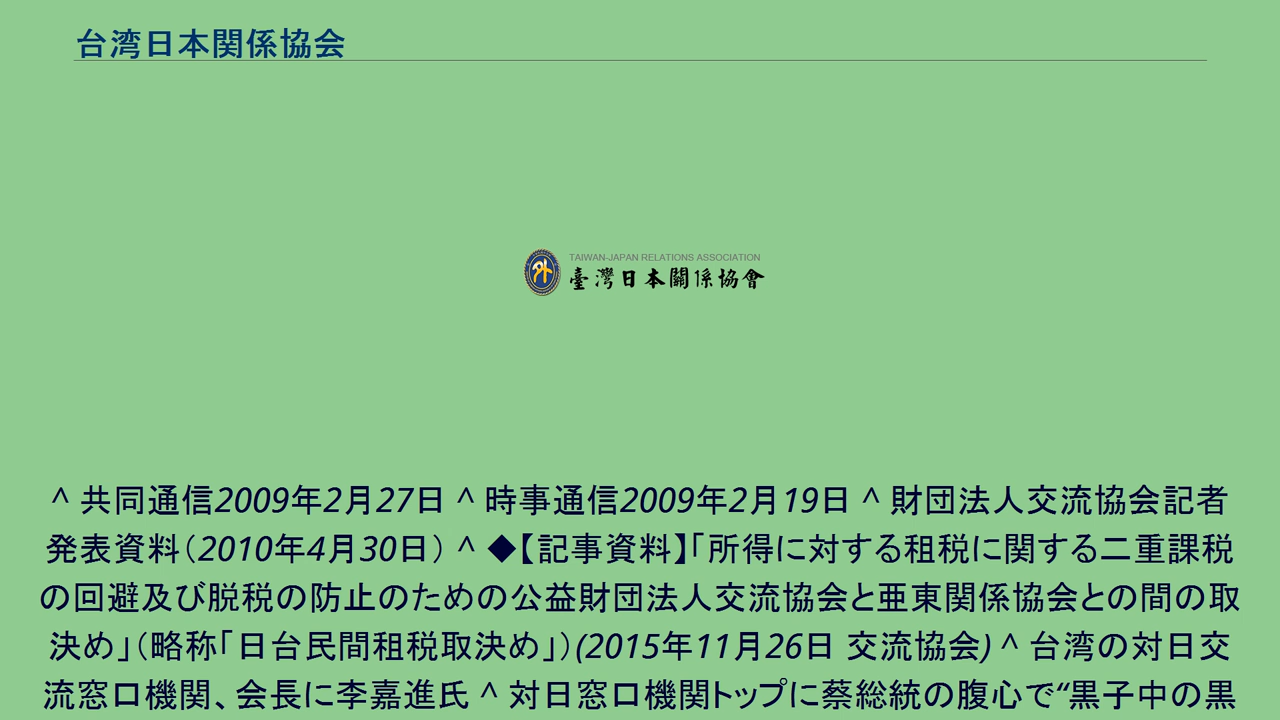 台湾日本関係協会
TAIWAN-JAPAN RELATIONS ASSOCIATION
臺灣日本關係協會
^ 共同通信2009年2月27日 ^ 時事通信2009年2月19日 ^ 財団法人交流協会記者
発表資料（2010年4月30日） ^ ◆【記事資料】「所得に対する租税に関する二重課税
の回避及び脱税の防止のための公益財団法人交流協会と亜東関係協会との間の取
決め」（略称「日台民間租税取決め」）(2015年11月26日 交流協会) ^ 台湾の対日交
流窓口機関、会長に李嘉進氏 ^ 対日窓口機関トップに蔡総統の腹心で“黒子中の黒